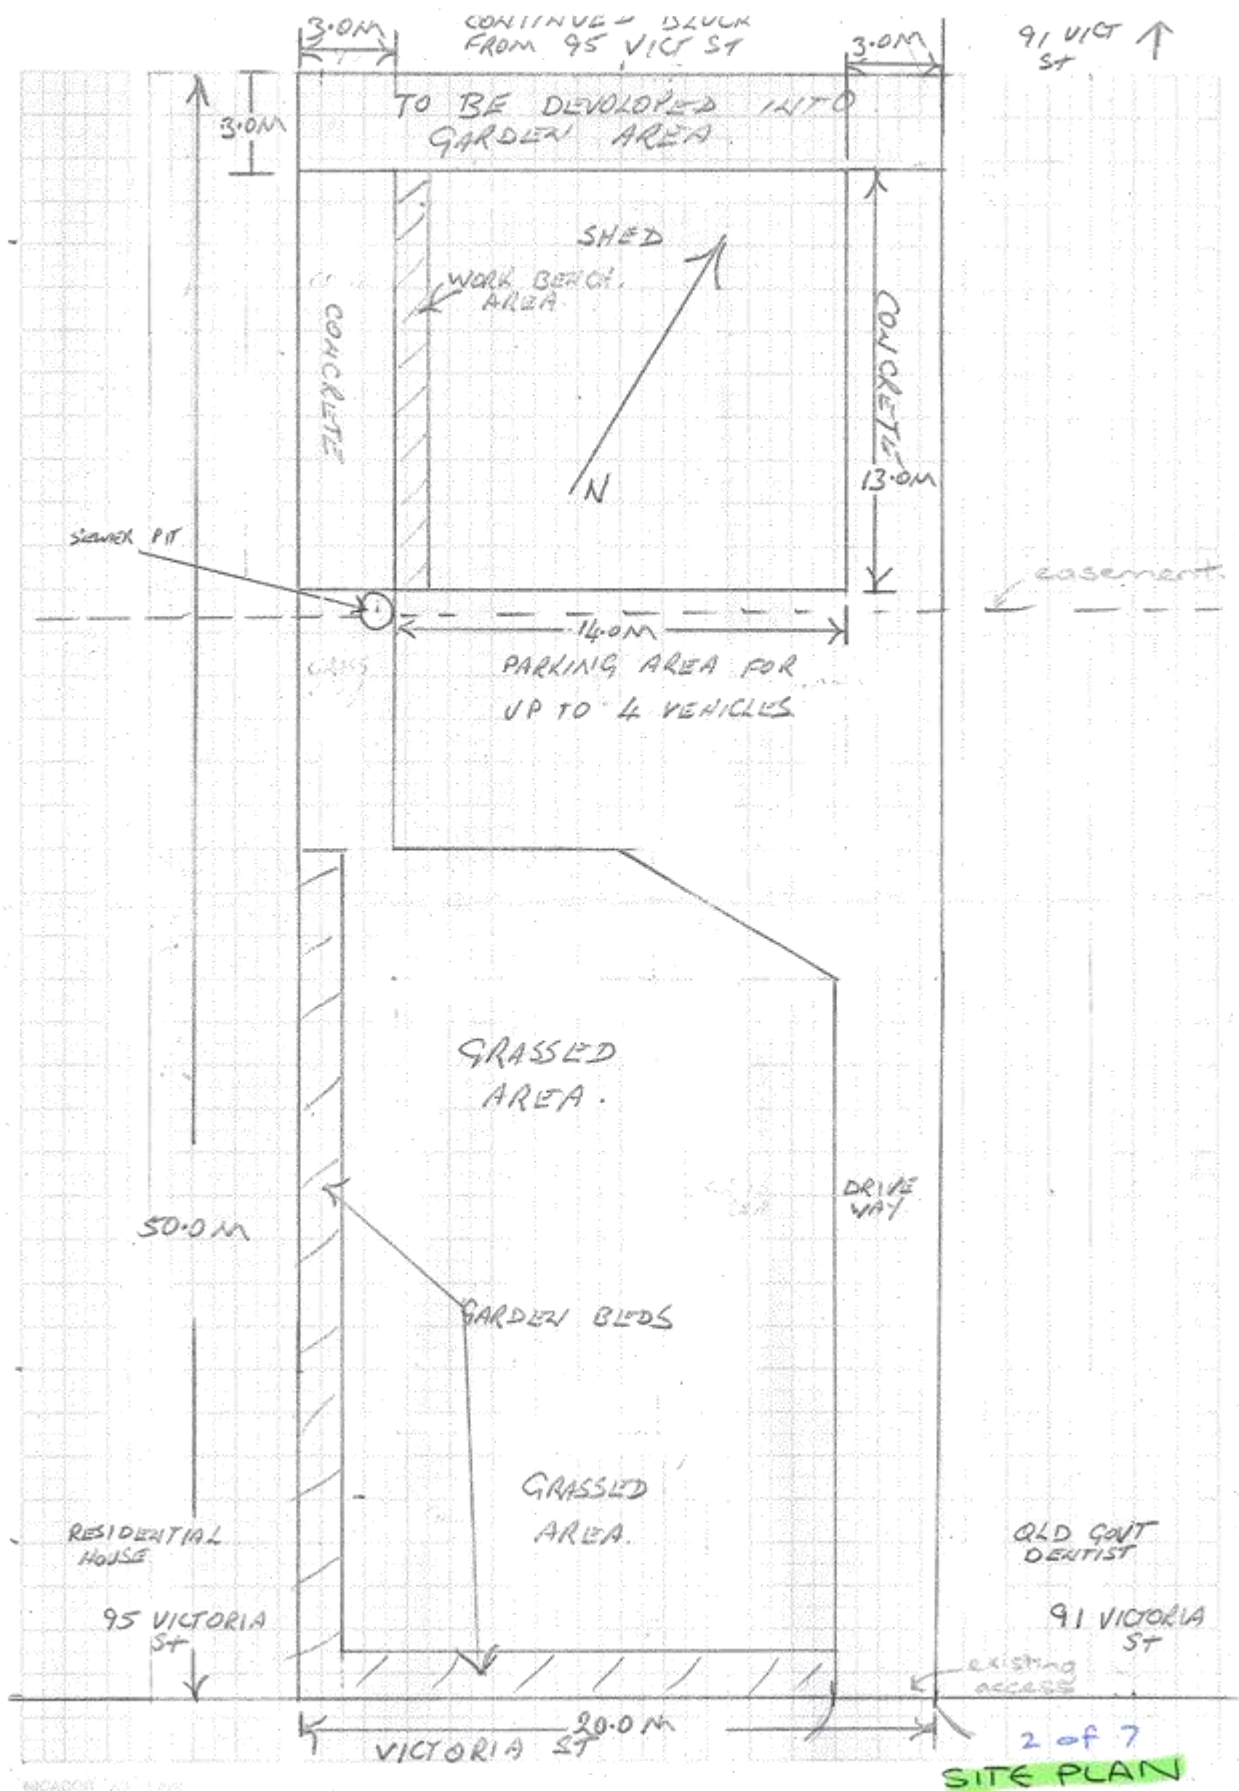 3.0M
CONTINUED BLOCK
FROM 95 VICT ST
3.0M
91 VICT
St
3.0M
TO BE DEVOLOPED INTO
GARDEN AREA.
SHED
WORK BENCH.
AREA.
CONCRETE
CONCRETE
N
13.0M
SEWER PIT
easement.
14.0M
GRASS
PARKING AREA FOR
UP TO 4 VEHICLES
GRASSED
AREA.
DRIVE
WAY
50.0M
GARDEN BEDS
GRASSED
AREA.
RESIDENTIAL
HOUSE
QLD GOVT
DENTIST
95 VICTORIA
St
91 VICTORIA
St
existing
access
20.0M
VICTORIA ST
2 of 7
SITE PLAN.